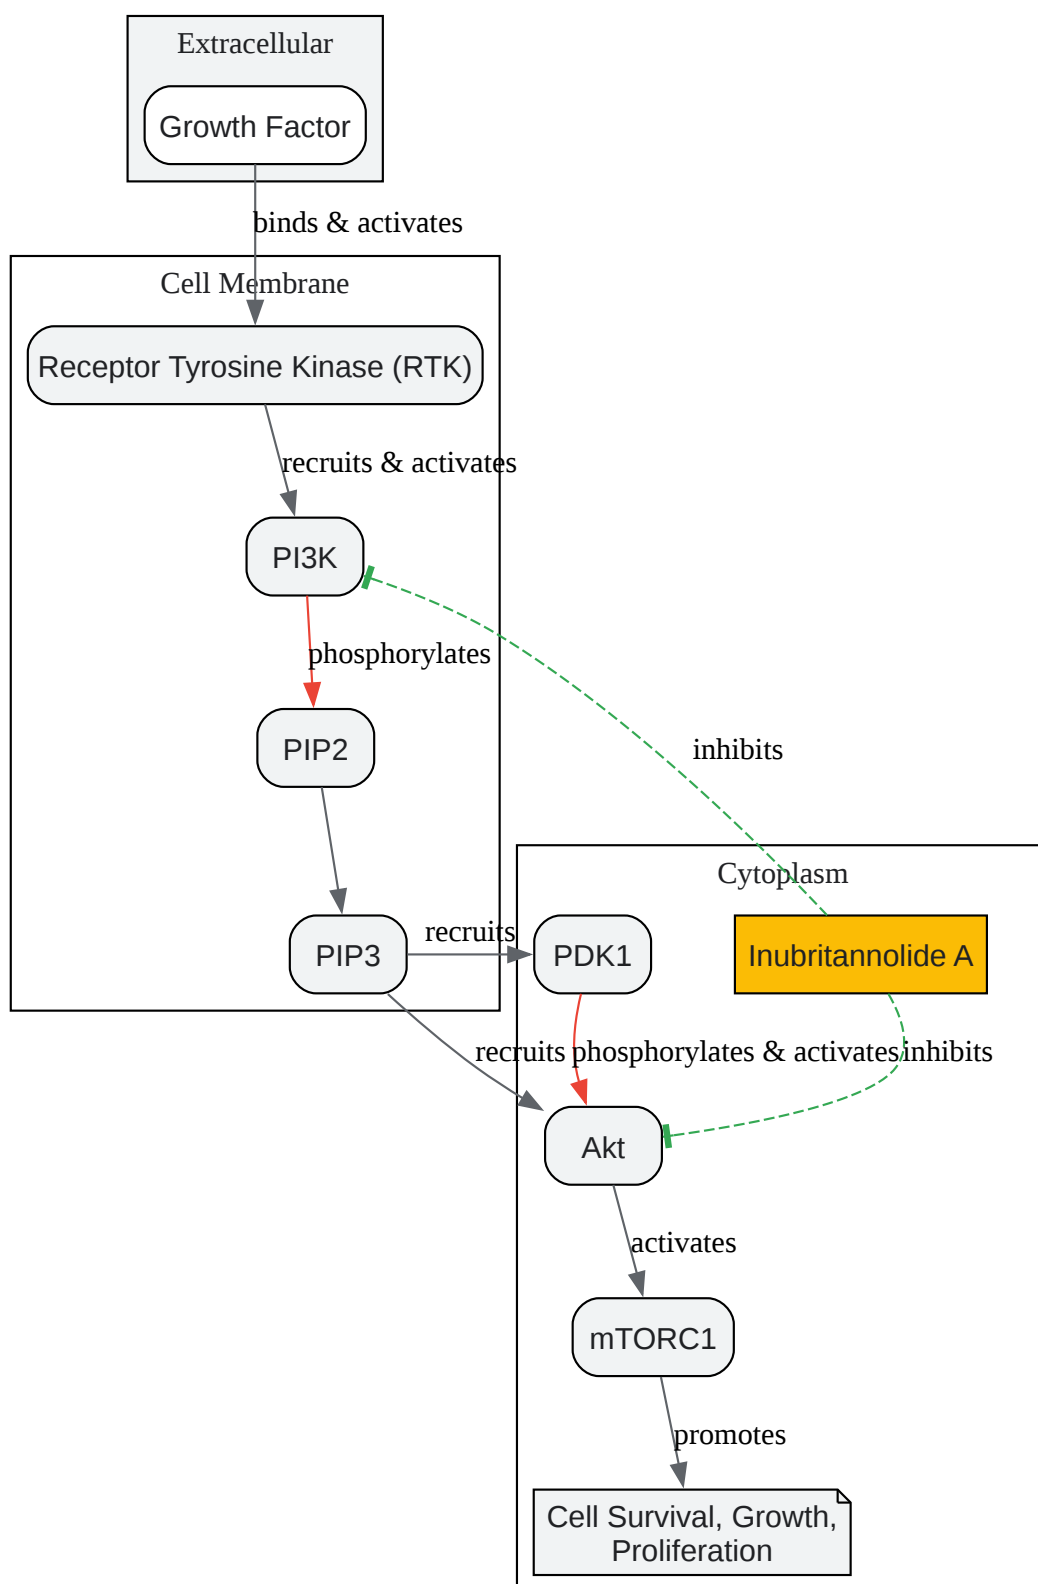 Extracellular
Growth Factor
binds & activates
Cell Membrane
Receptor Tyrosine Kinase (RTK)
recruits & activates
PI3K
phosphorylates
PIP2
inhibits
Cytoplasm
PIP3
recruits
PDK1
Inubritannolide A
recruits
phosphorylates & activates
inhibits
Akt
activates
mTORC1
promotes
Cell Survival, Growth,
Proliferation